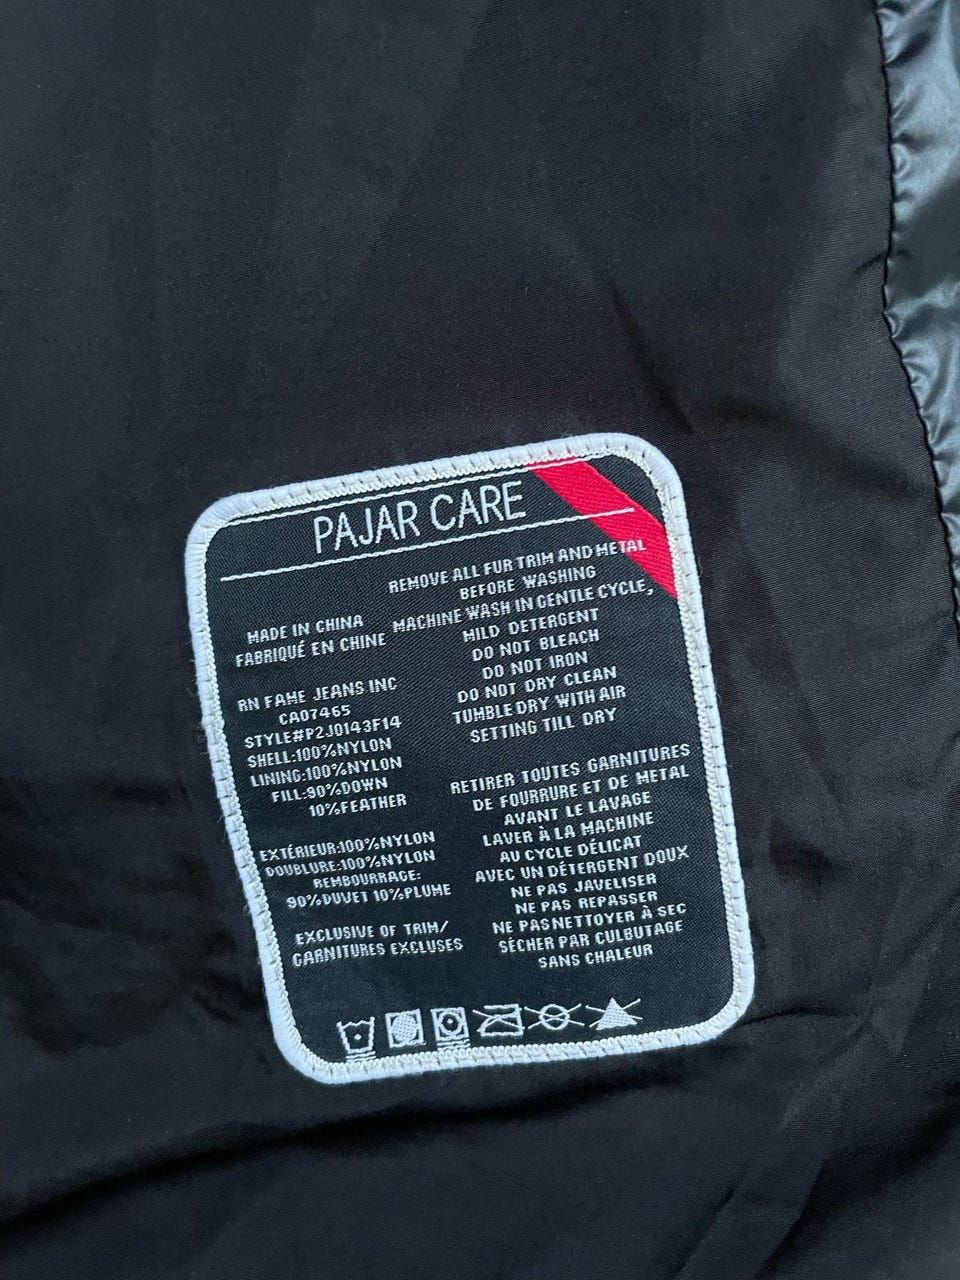 PAJAR CARE
MADE IN CHINA
FABRIQUÉ EN CHINE
RN FAME JEANS INC
CA07465
STYLE#P2J0143F14
SHELL:100%NYLON
LINING:100%NYLON
FILL:90%DOWN
10%FEATHER
EXTÉRIEUR:100%NYLON
DOUBLURE:100%NYLON
REMBOURRAGE:
90%DUVET 10%PLUME
EXCLUSIVE OF TRIM/
GARNITURES EXCLUSES
REMOVE ALL FUR TRIM AND METAL
BEFORE WASHING
MACHINE WASH IN GENTLE CYCLE,
MILD DETERGENT
DO NOT BLEACH
DO NOT IRON
DO NOT DRY CLEAN
TUMBLE DRY WITH AIR
SETTING TILL DRY
RETIRER TOUTES GARNITURES
DE FOURRURE ET DE METAL
AVANT LE LAVAGE
LAVER À LA MACHINE
AU CYCLE DÉLICAT
AVEC UN DÉTERGENT DOUX
NE PAS JAVELISER
NE PAS REPASSER
NE PAS NETTOYER À SEC
SÉCHER PAR CULBUTAGE
SANS CHALEUR